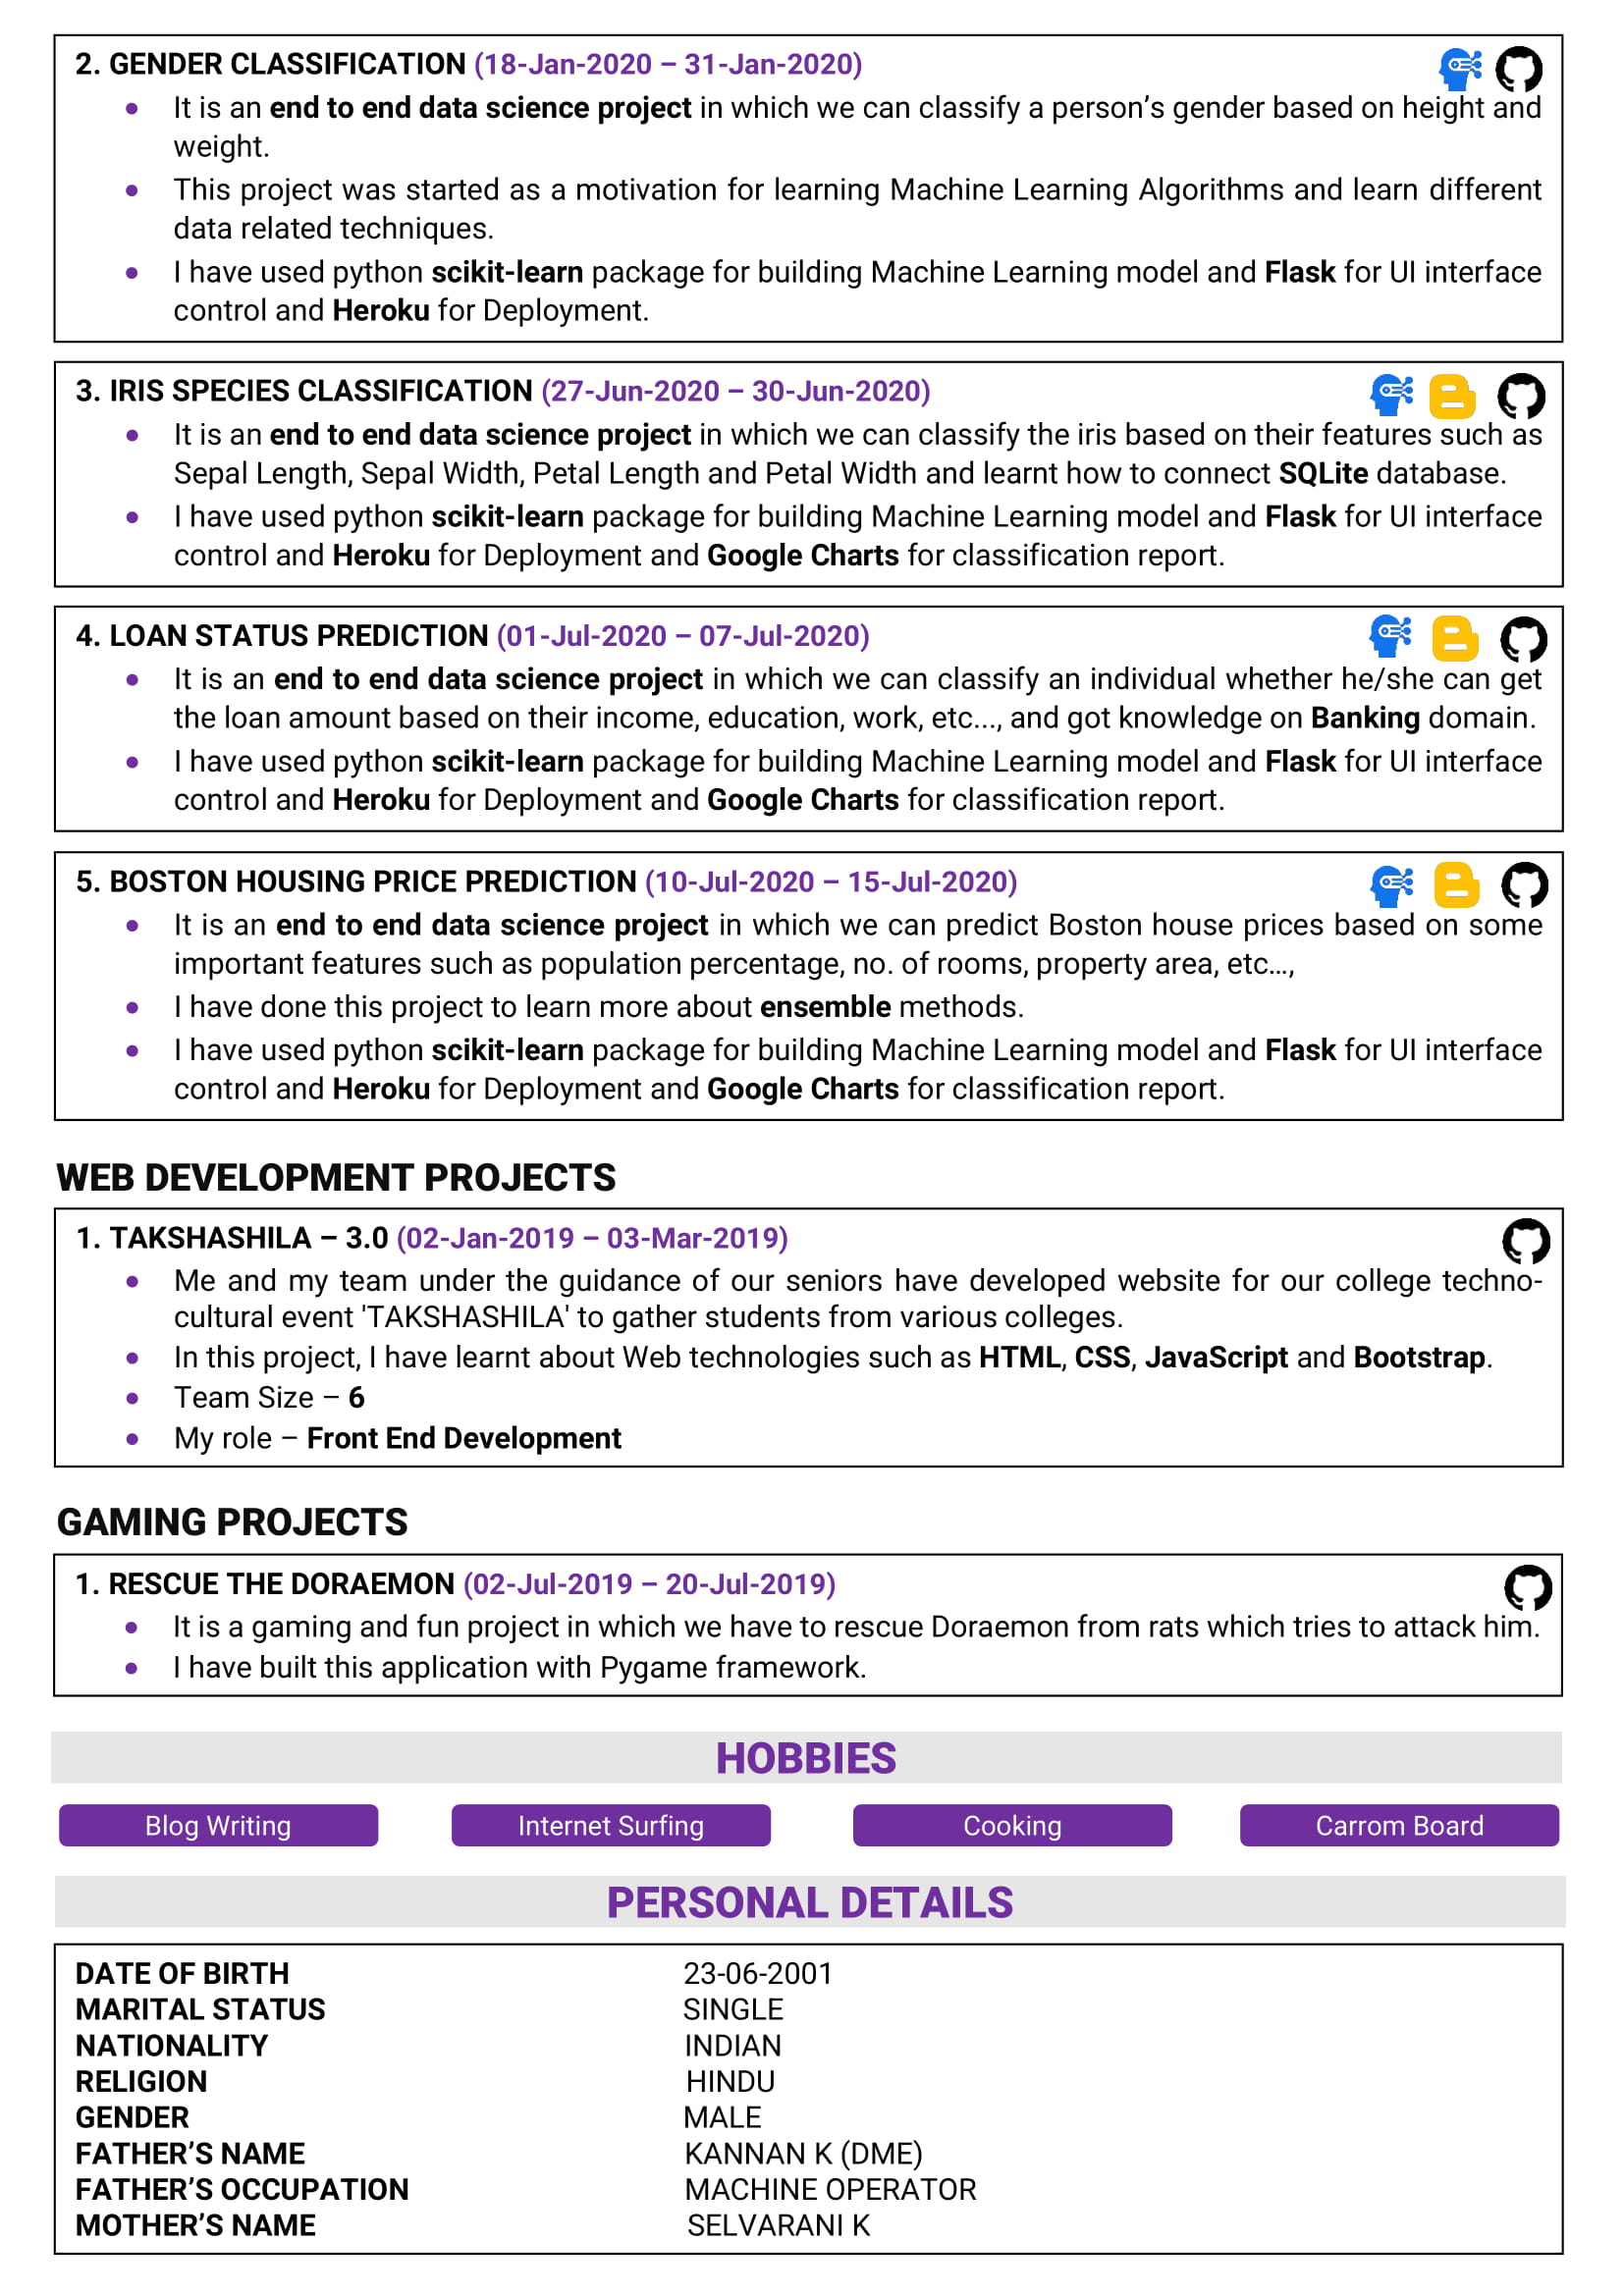 2. GENDER CLASSIFICATION (18-Jan-2020 – 31-Jan-2020)
• It is an end to end data science project in which we can classify a person’s gender based on height and
weight.
• This project was started as a motivation for learning Machine Learning Algorithms and learn different
data related techniques.
• I have used python scikit-learn package for building Machine Learning model and Flask for UI interface
control and Heroku for Deployment.
3. IRIS SPECIES CLASSIFICATION (27-Jun-2020 – 30-Jun-2020)
• It is an end to end data science project in which we can classify the iris based on their features such as
Sepal Length, Sepal Width, Petal Length and Petal Width and learnt how to connect SQLite database.
• I have used python scikit-learn package for building Machine Learning model and Flask for UI interface
control and Heroku for Deployment and Google Charts for classification report.
4. LOAN STATUS PREDICTION (01-Jul-2020 – 07-Jul-2020)
• It is an end to end data science project in which we can classify an individual whether he/she can get
the loan amount based on their income, education, work, etc..., and got knowledge on Banking domain.
• I have used python scikit-learn package for building Machine Learning model and Flask for UI interface
control and Heroku for Deployment and Google Charts for classification report.
5. BOSTON HOUSING PRICE PREDICTION (10-Jul-2020 – 15-Jul-2020)
• It is an end to end data science project in which we can predict Boston house prices based on some
important features such as population percentage, no. of rooms, property area, etc...,
• I have done this project to learn more about ensemble methods.
• I have used python scikit-learn package for building Machine Learning model and Flask for UI interface
control and Heroku for Deployment and Google Charts for classification report.
WEB DEVELOPMENT PROJECTS
1. TAKSHASHILA – 3.0 (02-Jan-2019 – 03-Mar-2019)
• Me and my team under the guidance of our seniors have developed website for our college techno-
cultural event 'TAKSHASHILA' to gather students from various colleges.
• In this project, I have learnt about Web technologies such as HTML, CSS, JavaScript and Bootstrap.
• Team Size – 6
• My role – Front End Development
GAMING PROJECTS
1. RESCUE THE DORAEMON (02-Jul-2019 – 20-Jul-2019)
• It is a gaming and fun project in which we have to rescue Doraemon from rats which tries to attack him.
• I have built this application with Pygame framework.
HOBBIES
Blog Writing Internet Surfing Cooking Carrom Board
PERSONAL DETAILS
DATE OF BIRTH 23-06-2001
MARITAL STATUS SINGLE
NATIONALITY INDIAN
RELIGION HINDU
GENDER MALE
FATHER’S NAME KANNAN K (DME)
FATHER’S OCCUPATION MACHINE OPERATOR
MOTHER’S NAME SELVARANI K